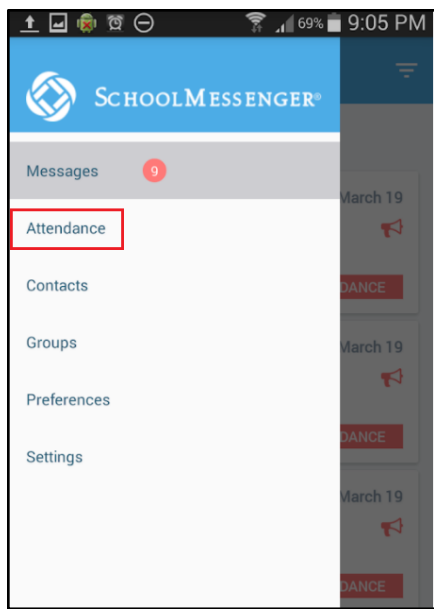 69% 9:05 PM
SCHOOLMESSENGER®
Messages 9
March 19
Attendance
Contacts
DANCE
Groups
March 19
Preferences
DANCE
Settings
March 19
DANCE